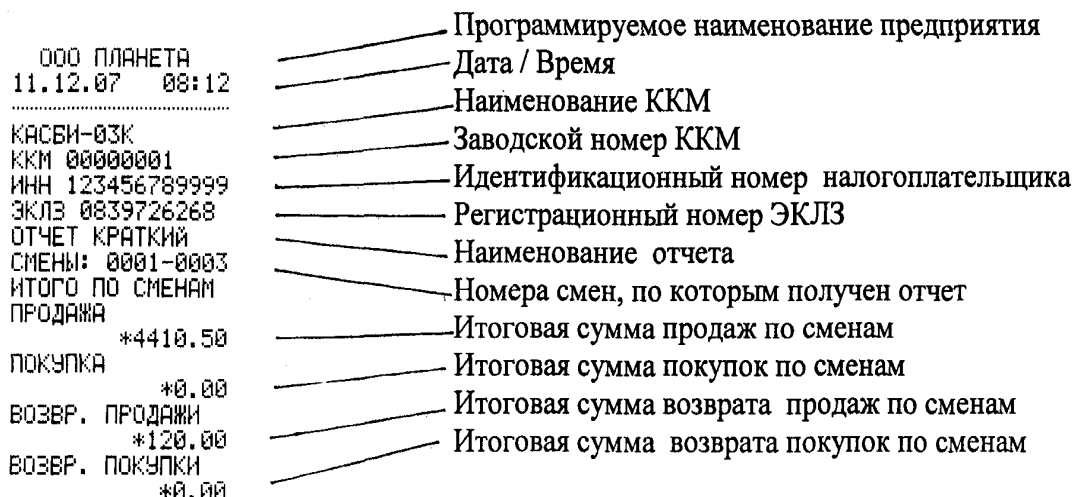 ООО ПЛАНЕТА
11.12.07 08:12
КАСБИ-03К
ККМ 00000001
ИНН 123456789999
ЭКЛЗ 0839726268
ОТЧЕТ КРАТКИЙ
СМЕНЫ: 0001-0003
ИТОГО ПО СМЕНАМ
ПРОДАЖА
*4410.50
ПОКУПКА
*0.00
ВОЗВР. ПРОДАЖИ
*120.00
ВОЗВР. ПОКУПКИ
*0.00
Программируемое наименование предприятия
Дата / Время
Наименование ККМ
Заводской номер ККМ
Идентификационный номер налогоплательщика
Регистрационный номер ЭКЛЗ
Наименование отчета
Номера смен, по которым получен отчет
Итоговая сумма продаж по сменам
Итоговая сумма покупок по сменам
Итоговая сумма возврата продаж по сменам
Итоговая сумма возврата покупок по сменам